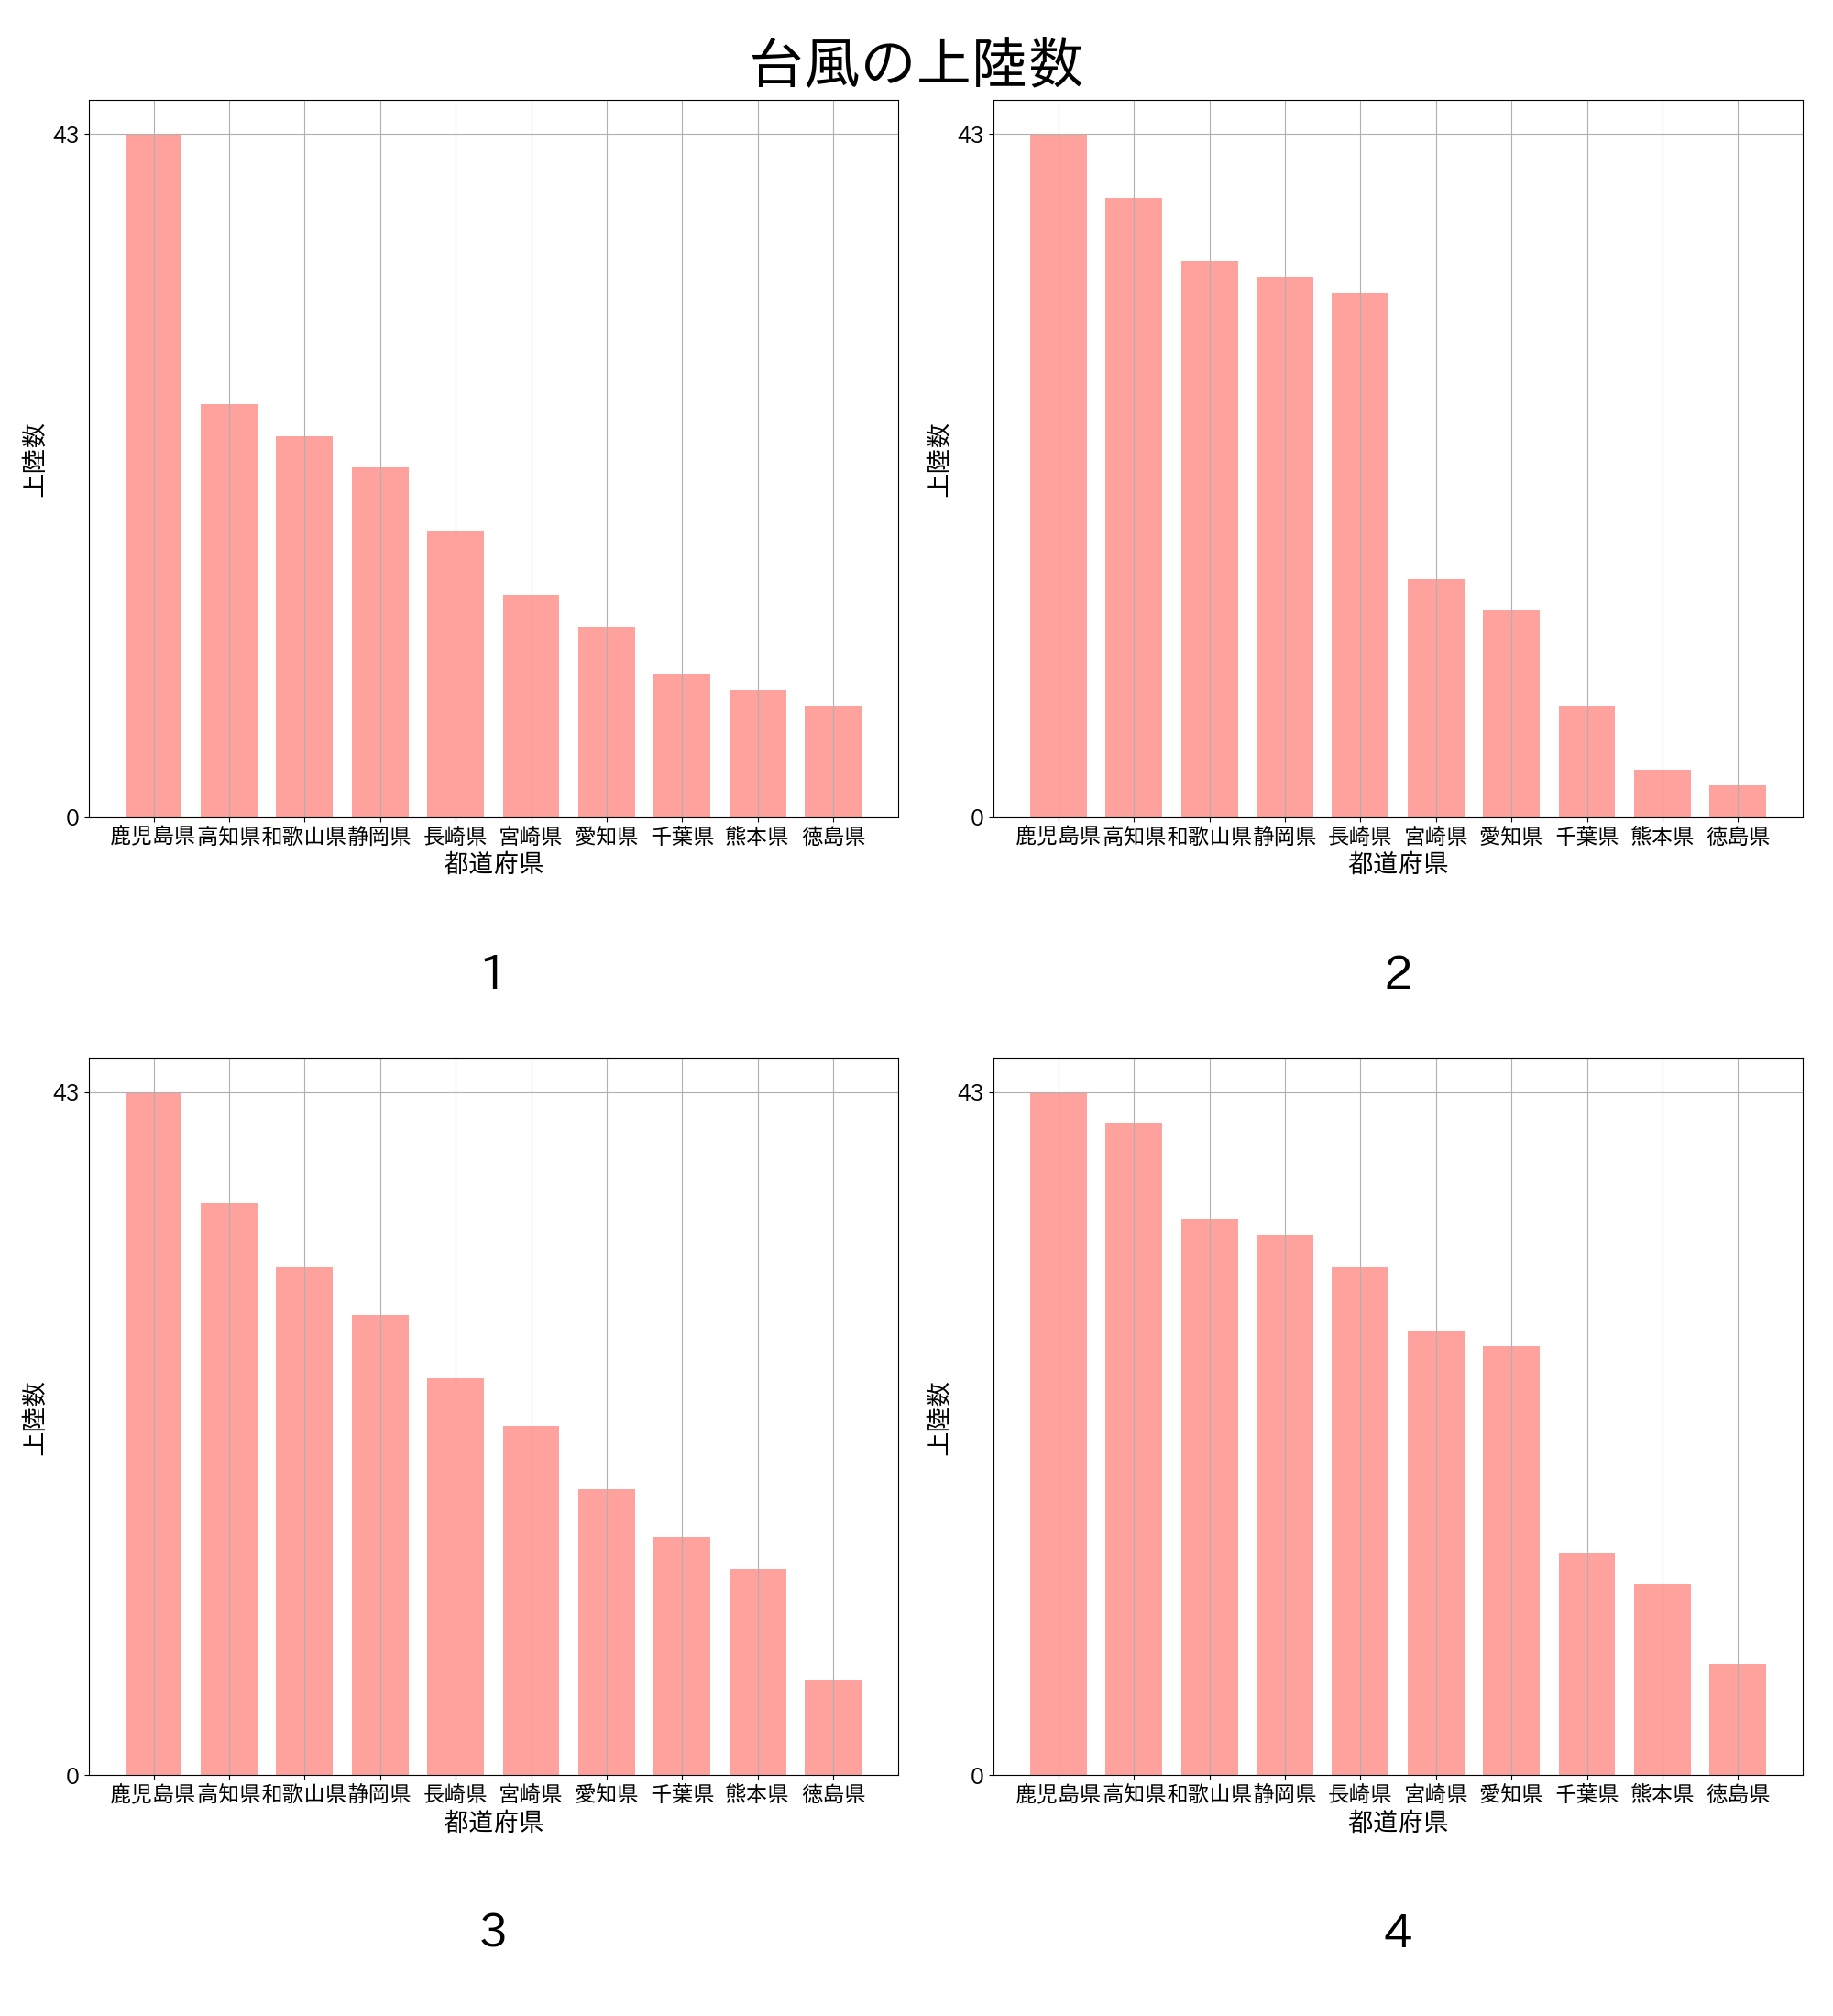 台風の上陸数
43
0
上陸数
鹿児島県 高知県 和歌山県 静岡県 長崎県 宮崎県 愛知県 千葉県 熊本県 徳島県
都道府県
1
43
0
上陸数
鹿児島県 高知県 和歌山県 静岡県 長崎県 宮崎県 愛知県 千葉県 熊本県 徳島県
都道府県
2
43
0
上陸数
鹿児島県 高知県 和歌山県 静岡県 長崎県 宮崎県 愛知県 千葉県 熊本県 徳島県
都道府県
3
43
0
上陸数
鹿児島県 高知県 和歌山県 静岡県 長崎県 宮崎県 愛知県 千葉県 熊本県 徳島県
都道府県
4